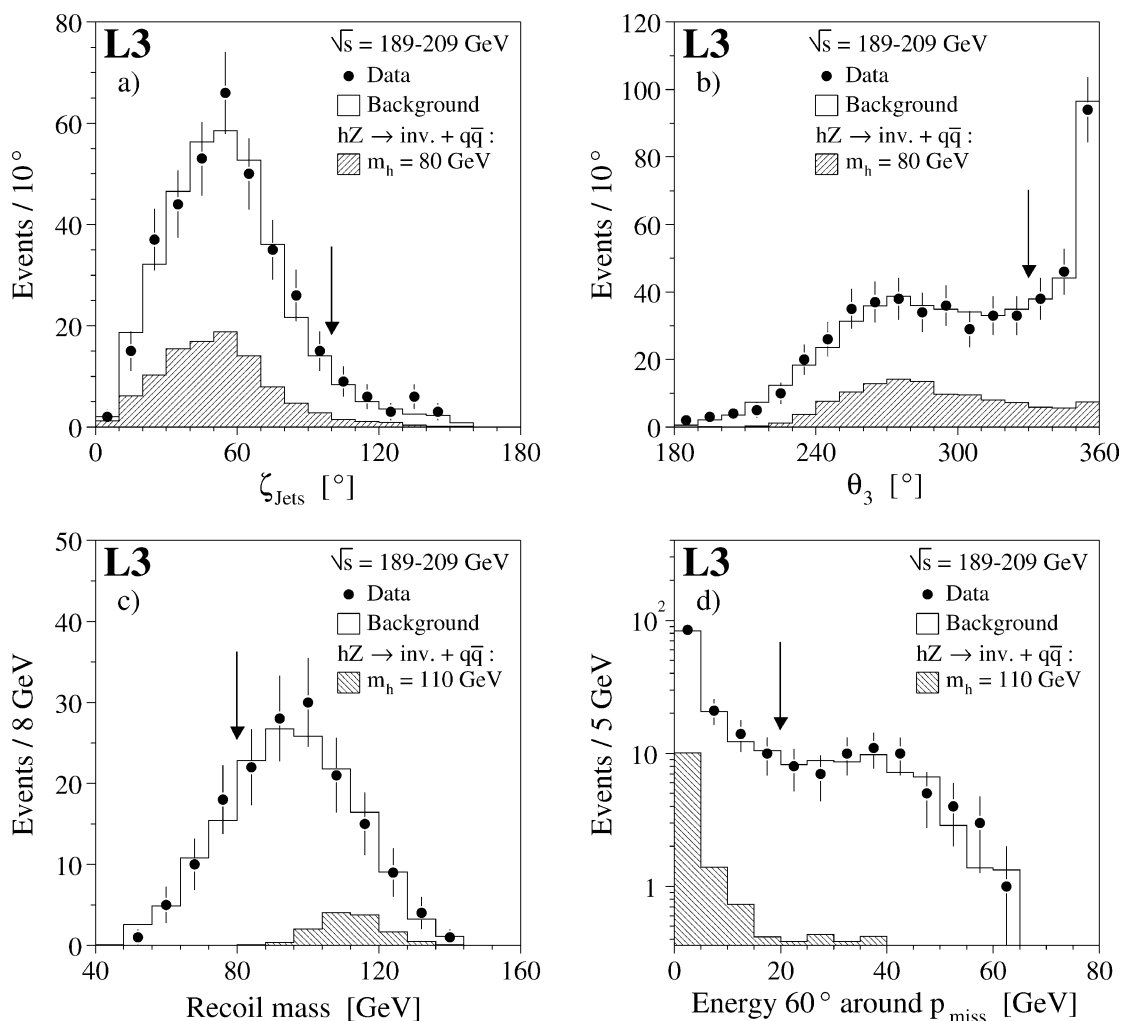 L3
a)
√s = 189-209 GeV
Data
Background
hZ → inv. + qq̄ :
m_h = 80 GeV
Events / 10°
80
60
40
20
0
0 60 120 180
ζ_Jets [°]
L3
b)
√s = 189-209 GeV
Data
Background
hZ → inv. + qq̄ :
m_h = 80 GeV
Events / 10°
120
100
80
60
40
20
0
180 240 300 360
θ_3 [°]
L3
c)
√s = 189-209 GeV
Data
Background
hZ → inv. + qq̄ :
m_h = 110 GeV
Events / 8 GeV
50
40
30
20
10
0
40 80 120 160
Recoil mass [GeV]
L3
d)
√s = 189-209 GeV
Data
Background
hZ → inv. + qq̄ :
m_h = 110 GeV
Events / 5 GeV
10²
10
1
0 20 40 60 80
Energy 60° around p_miss [GeV]